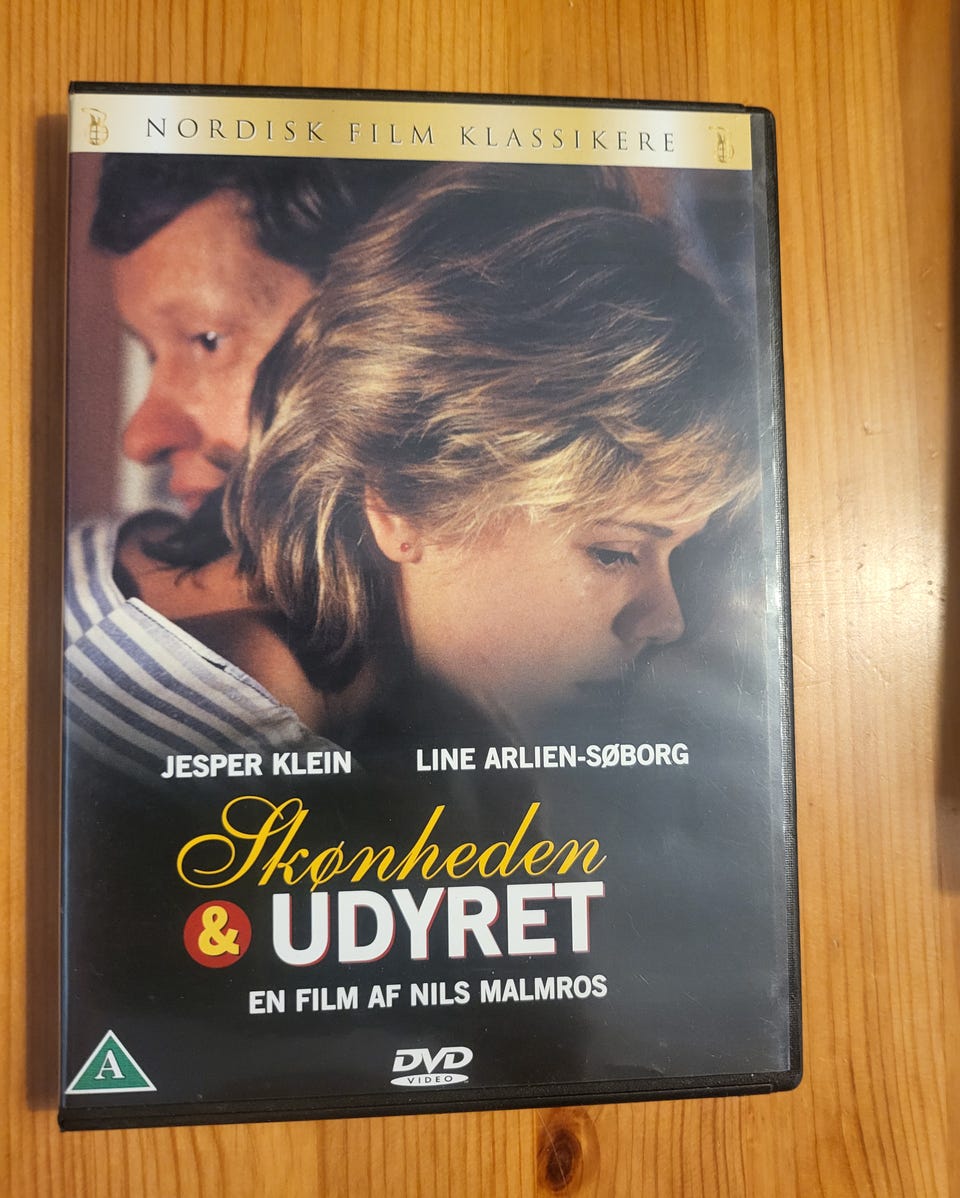 NORDISK FILM KLASSIKERE
JESPER KLEIN LINE ARLIEN-SØBORG
Skønheden
& UDYRET
EN FILM AF NILS MALMROS
A
DVD
VIDEO